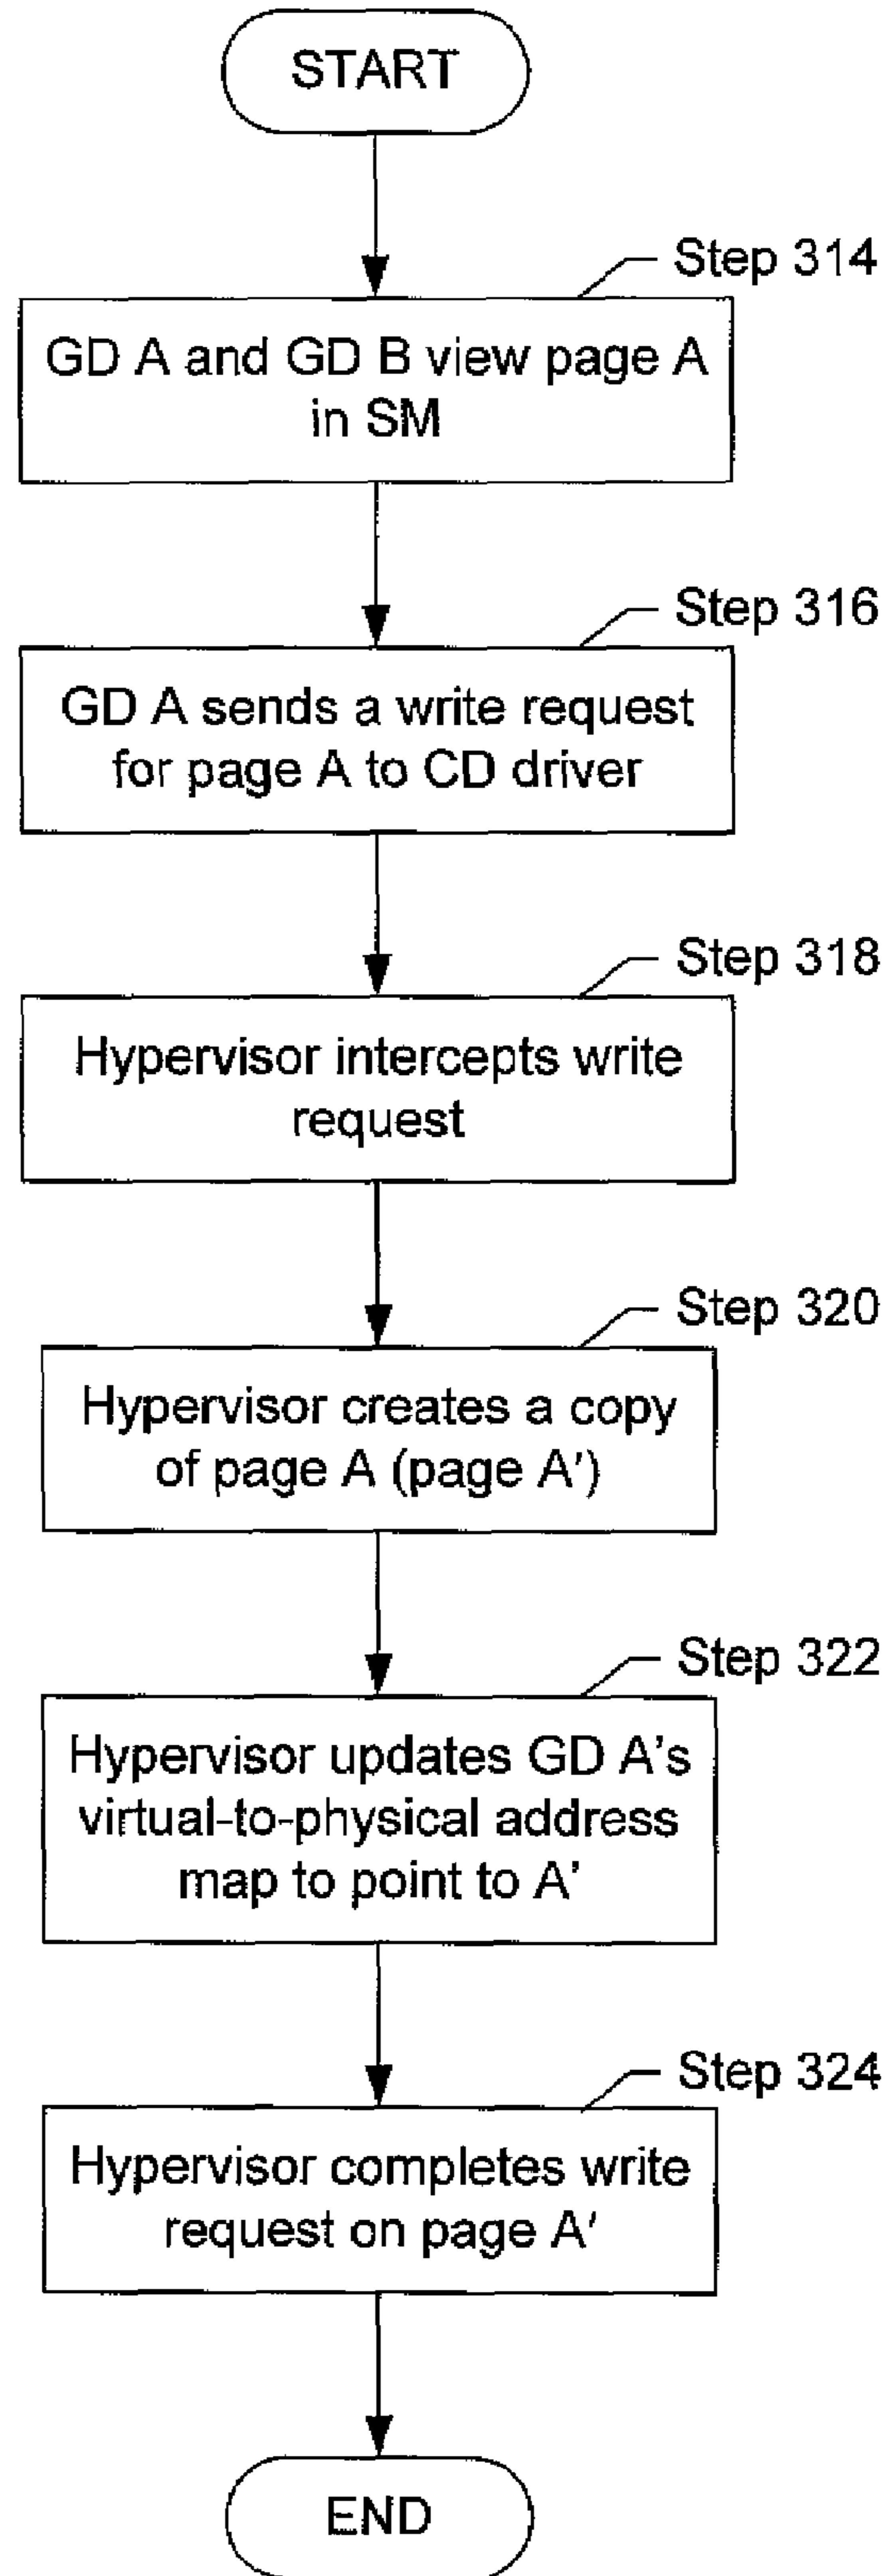 START
Step 314
GD A and GD B view page A
in SM
Step 316
GD A sends a write request
for page A to CD driver
Step 318
Hypervisor intercepts write
request
Step 320
Hypervisor creates a copy
of page A (page A′)
Step 322
Hypervisor updates GD A’s
virtual-to-physical address
map to point to A’
Step 324
Hypervisor completes write
request on page A′
END